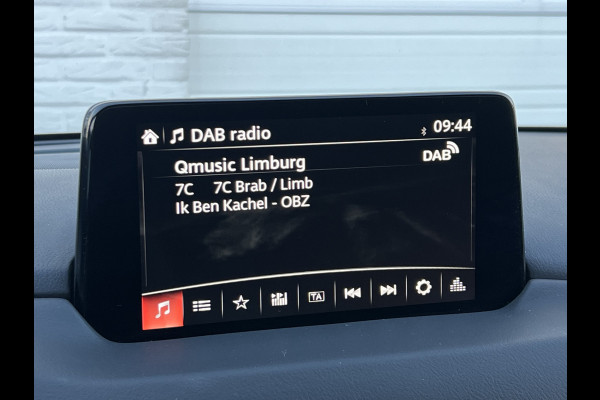 DAB radio
09:44
Qmusic Limburg
DAB
7C 7C Brab / Limb
Ik Ben Kachel - OBZ
TA